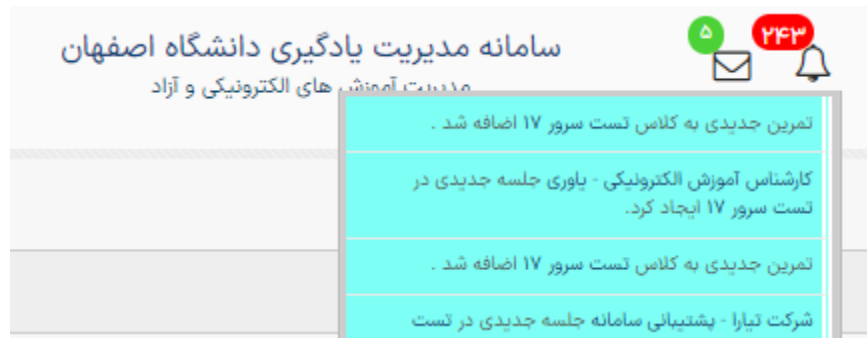 ۲۴۳
۵
سامانه مدیریت یادگیری دانشگاه اصفهان
مدیریت آموزش های الکترونیکی و آزاد
تمرین جدیدی به کلاس تست سرور ۱۷ اضافه شد .
کارشناس آموزش الکترونیکی - یاوری جلسه جدیدی در
تست سرور ۱۷ ایجاد کرد.
تمرین جدیدی به کلاس تست سرور ۱۷ اضافه شد .
شرکت تیارا - پشتیبانی سامانه جلسه جدیدی در تست